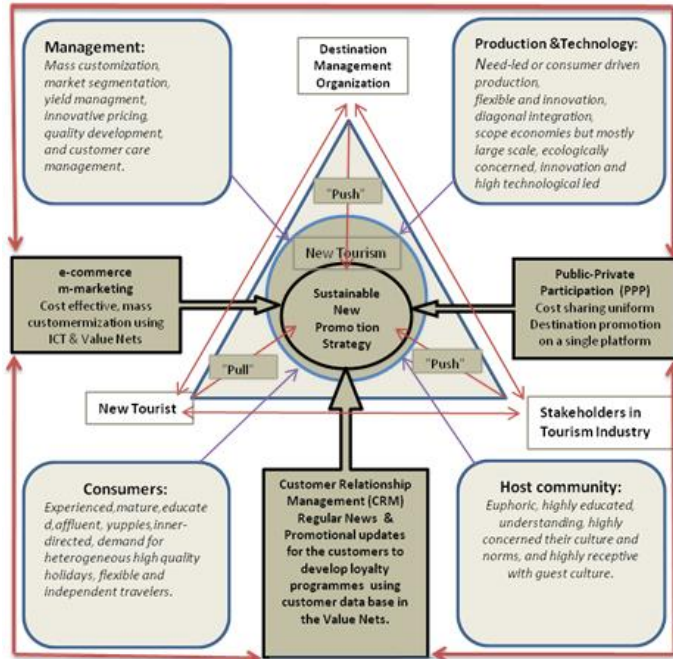 Management:
Mass customization,
market segmentation,
yield managment,
innovative pricing,
quality development,
and customer care
management.
Destination
Management
Organization
Production &Technology:
Need-led or consumer driven
production,
flexible and innovation,
diagonal integration,
scope economies but mostly
large scale, ecologically
concerned, innovation and
high technological led
"Push"
New Tourism
e-commerce
m-marketing
Cost effective, mass
customermization using
ICT & Value Nets
Sustainable
New
Promotion
Strategy
Public-Private
Participation (PPP)
Cost sharing uniform
Destination promotion
on a single platform
"Pull"
"Push"
New Tourist
Stakeholders in
Tourism Industry
Consumers:
Experienced,mature,educate
d,affluent, yuppies,inner-
directed, demand for
heterogeneous high quality
holidays, flexible and
independent travelers.
Customer Relationship
Management (CRM)
Regular News &
Promotional updates
for the customers to
develop loyalty
programmes using
customer data base in
the Value Nets.
Host community:
Euphoric, highly educated,
understanding, highly
concerned their culture and
norms, and highly receptive
with guest culture.